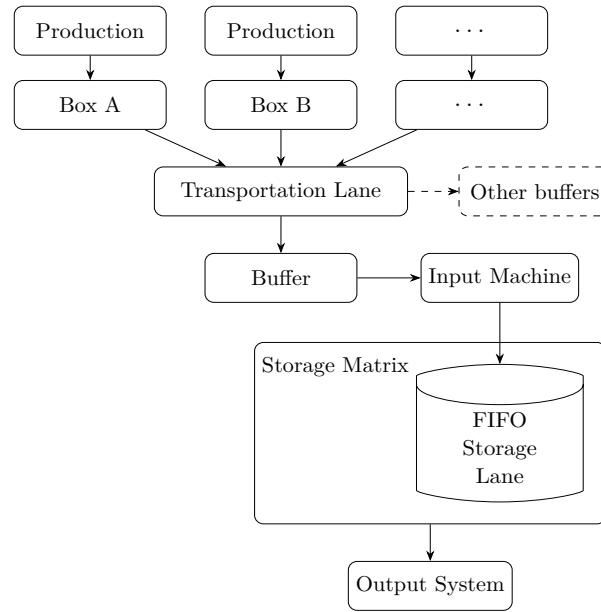 Production
Production
· · ·
Box A
Box B
· · ·
Transportation Lane
Other buffers
Buffer
Input Machine
Storage Matrix
FIFO
Storage
Lane
Output System